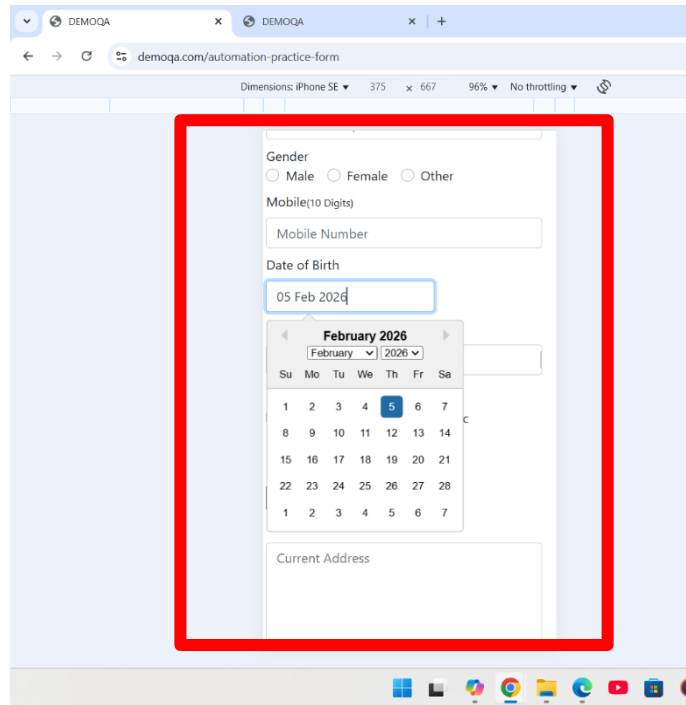 DEMOQA
DEMOQA
demoqa.com/automation-practice-form
Dimensions: iPhone SE 375 x 667 96% No throttling
Gender
Male Female Other
Mobile(10 Digits)
Mobile Number
Date of Birth
05 Feb 2026
February 2026
February 2026
Su Mo Tu We Th Fr Sa
1 2 3 4 5 6 7
c
8 9 10 11 12 13 14
15 16 17 18 19 20 21
22 23 24 25 26 27 28
1 2 3 4 5 6 7
Current Address